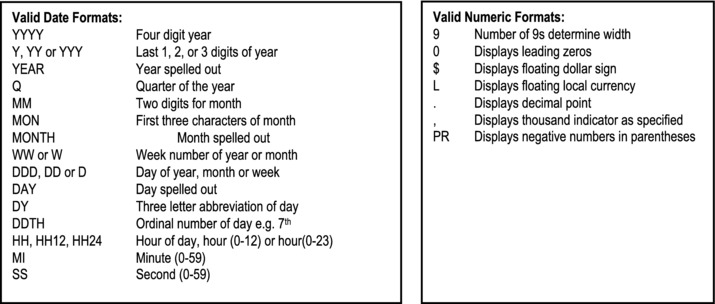 Valid Date Formats:
YYYY Four digit year
Y, YY or YYY Last 1, 2, or 3 digits of year
YEAR Year spelled out
Q Quarter of the year
MM Two digits for month
MON First three characters of month
MONTH Month spelled out
WW or W Week number of year or month
DDD, DD or D Day of year, month or week
DAY Day spelled out
DY Three letter abbreviation of day
DDTH Ordinal number of day e.g. 7th
HH, HH12, HH24 Hour of day, hour (0-12) or hour(0-23)
MI Minute (0-59)
SS Second (0-59)
Valid Numeric Formats:
9 Number of 9s determine width
0 Displays leading zeros
$ Displays floating dollar sign
L Displays floating local currency
. Displays decimal point
, Displays thousand indicator as specified
PR Displays negative numbers in parentheses